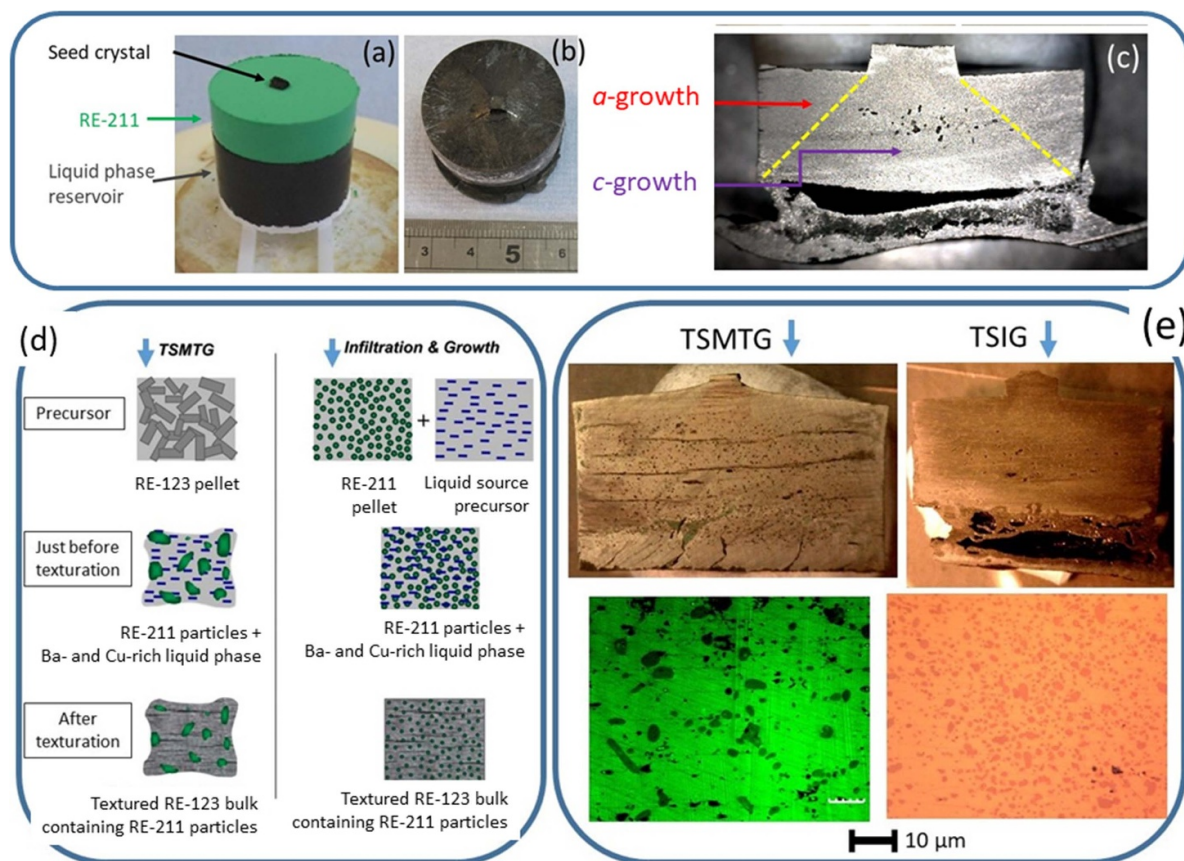 Seed crystal
(a)
RE-211
Liquid phase
reservoir
(b)
3 4 5 6
(c)
a-growth
c-growth
(d)
TSMTG
Infiltration & Growth
Precursor
+
RE-123 pellet
RE-211
pellet
Liquid source
precursor
Just before
texturation
RE-211 particles +
Ba- and Cu-rich liquid phase
RE-211 particles +
Ba- and Cu-rich liquid phase
After
texturation
Textured RE-123 bulk
containing RE-211 particles
Textured RE-123 bulk
containing RE-211 particles
(e)
TSMTG
TSIG
10 μm